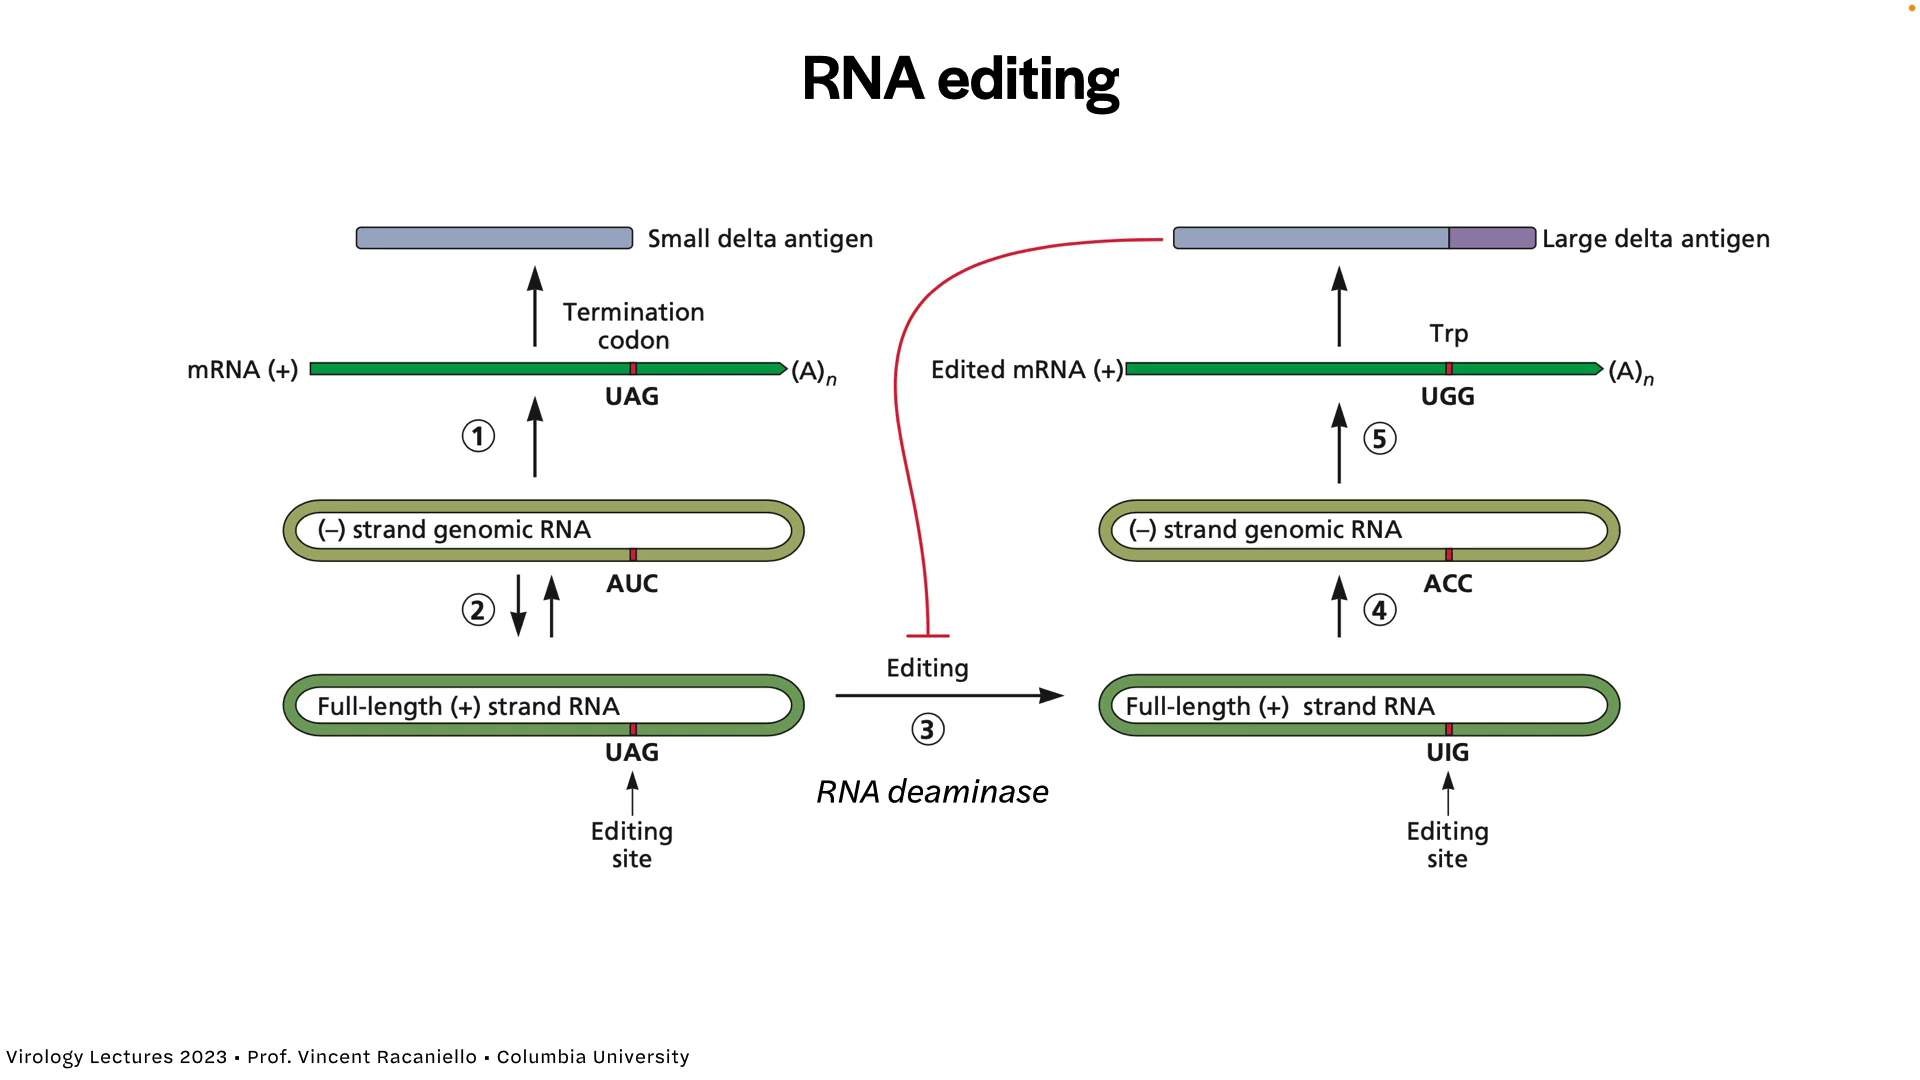 RNA editing
Small delta antigen
Termination
codon
mRNA (+)
(A)n
UAG
1
(–) strand genomic RNA
AUC
2
Full-length (+) strand RNA
UAG
Editing
site
Editing
3
RNA deaminase
Large delta antigen
Trp
Edited mRNA (+)
(A)n
UGG
5
(–) strand genomic RNA
ACC
4
Full-length (+) strand RNA
UIG
Editing
site
Virology Lectures 2023 • Prof. Vincent Racaniello • Columbia University